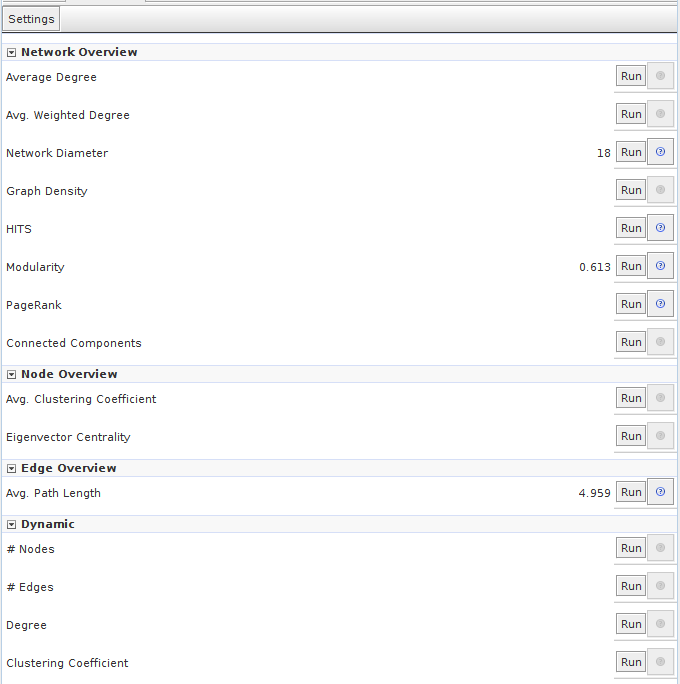 Settings
Network Overview
Average Degree Run
Avg. Weighted Degree Run
Network Diameter 18 Run
Graph Density Run
HITS Run
Modularity 0.613 Run
PageRank Run
Connected Components Run
Node Overview
Avg. Clustering Coefficient Run
Eigenvector Centrality Run
Edge Overview
Avg. Path Length 4.959 Run
Dynamic
# Nodes Run
# Edges Run
Degree Run
Clustering Coefficient Run